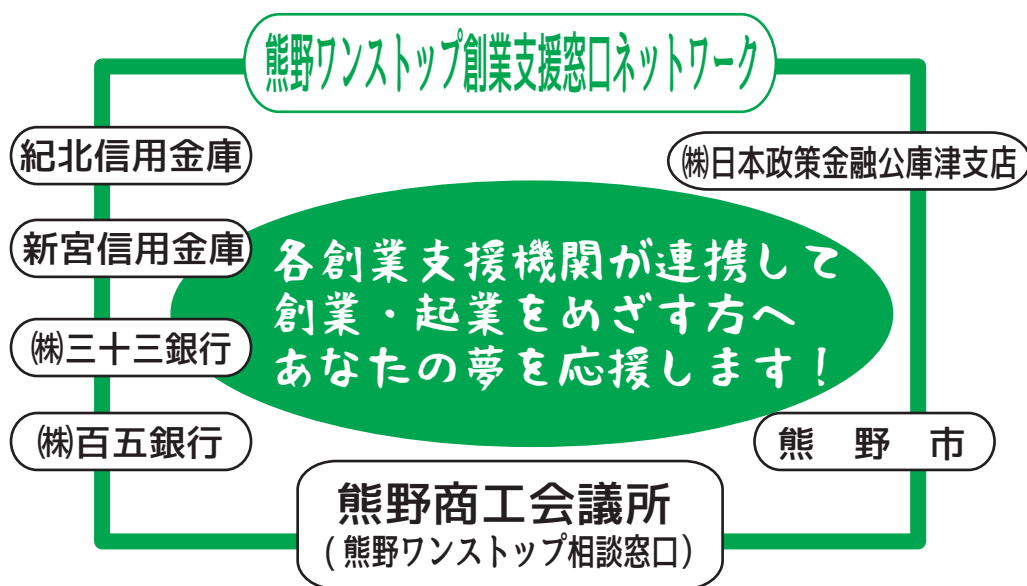 熊野ワンストップ創業支援窓口ネットワーク
紀北信用金庫
㈱日本政策金融公庫津支店
新宮信用金庫
㈱三十三銀行
㈱百五銀行
各創業支援機関が連携して
創業・起業をめざす方へ
あなたの夢を応援します!
熊野市
熊野商工会議所
(熊野ワンストップ相談窓口)